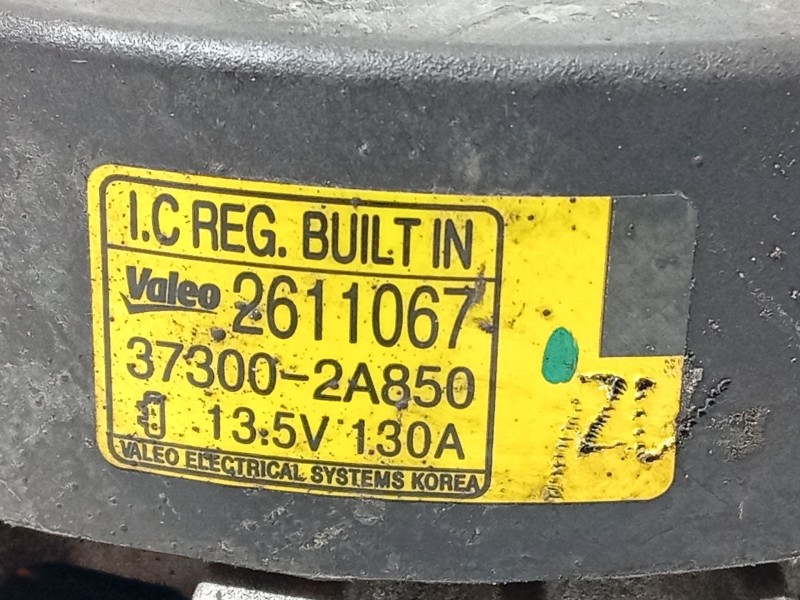 I.C REG. BUILT IN
Valeo 2611067
37300-2A850
13.5V 130A
VALEO ELECTRICAL SYSTEMS KOREA